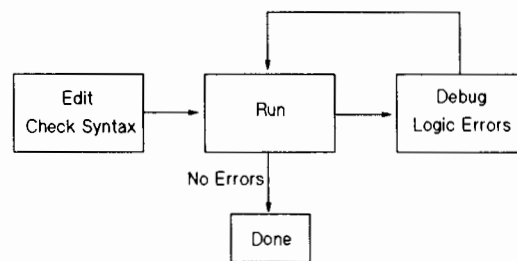 Edit
Check Syntax
Run
Debug
Logic Errors
No Errors
Done